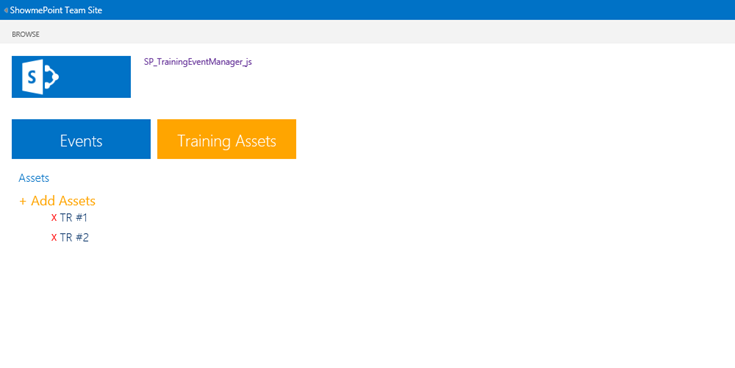 ShowmePoint Team Site
BROWSE
S
SP_TrainingEventManager_js
Events
Training Assets
Assets
+ Add Assets
X TR #1
X TR #2